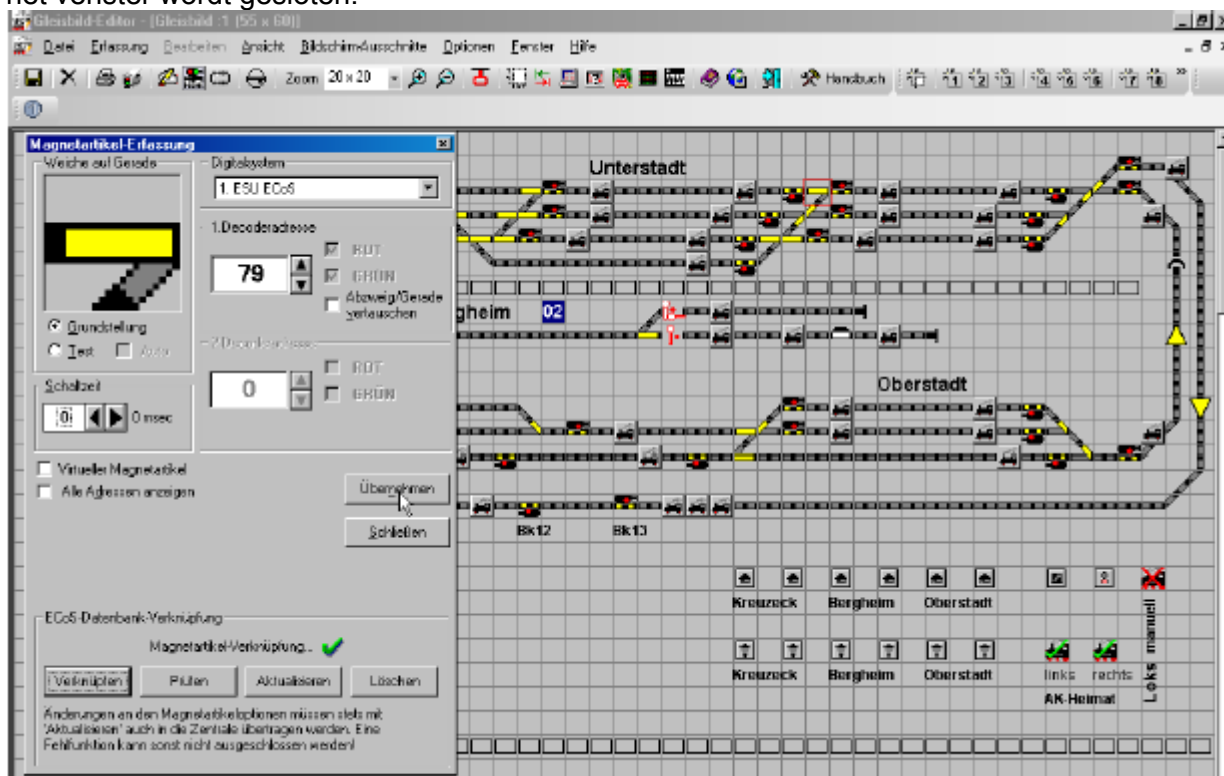 het venster wordt gesloten.
Gleisbild-Editor - [Gleisbild :1 (55 x 60)]
Datei Erfassung Bearbeiten Ansicht Bildschirm-Ausschnitte Optionen Fenster Hilfe
Zoom 20 x 20 Handbuch
Magnetartikel-Erfassung
Weiche auf Gerade
Digitalsystem
1. ESU ECoS
1.Decoderadresse
79
ROT
GRÜN
Abzweig/Gerade
vertauschen
Grundstellung
Test
2.Decoderadresse
0
ROT
GRÜN
Schaltzeit
0 msec
Virtueller Magnetartikel
Alle Adressen anzeigen
Übernehmen
Schließen
ECoS-Datenbank-Verknüpfung
Magnetartikel-Verknüpfung...
Verknüpfen Prüfen Aktualisieren Löschen
Änderungen an den Magnetartikeloptionen müssen stets mit
'Aktualisieren' auch in die Zentrale übertragen werden. Eine
Fehlfunktion kann sonst nicht ausgeschlossen werden!
Unterstadt
gheim 02
Oberstadt
Bk12 Bk13
Kreuzeck Bergheim Oberstadt
Kreuzeck Bergheim Oberstadt
links rechts
AK-Heimat
Loks manuell